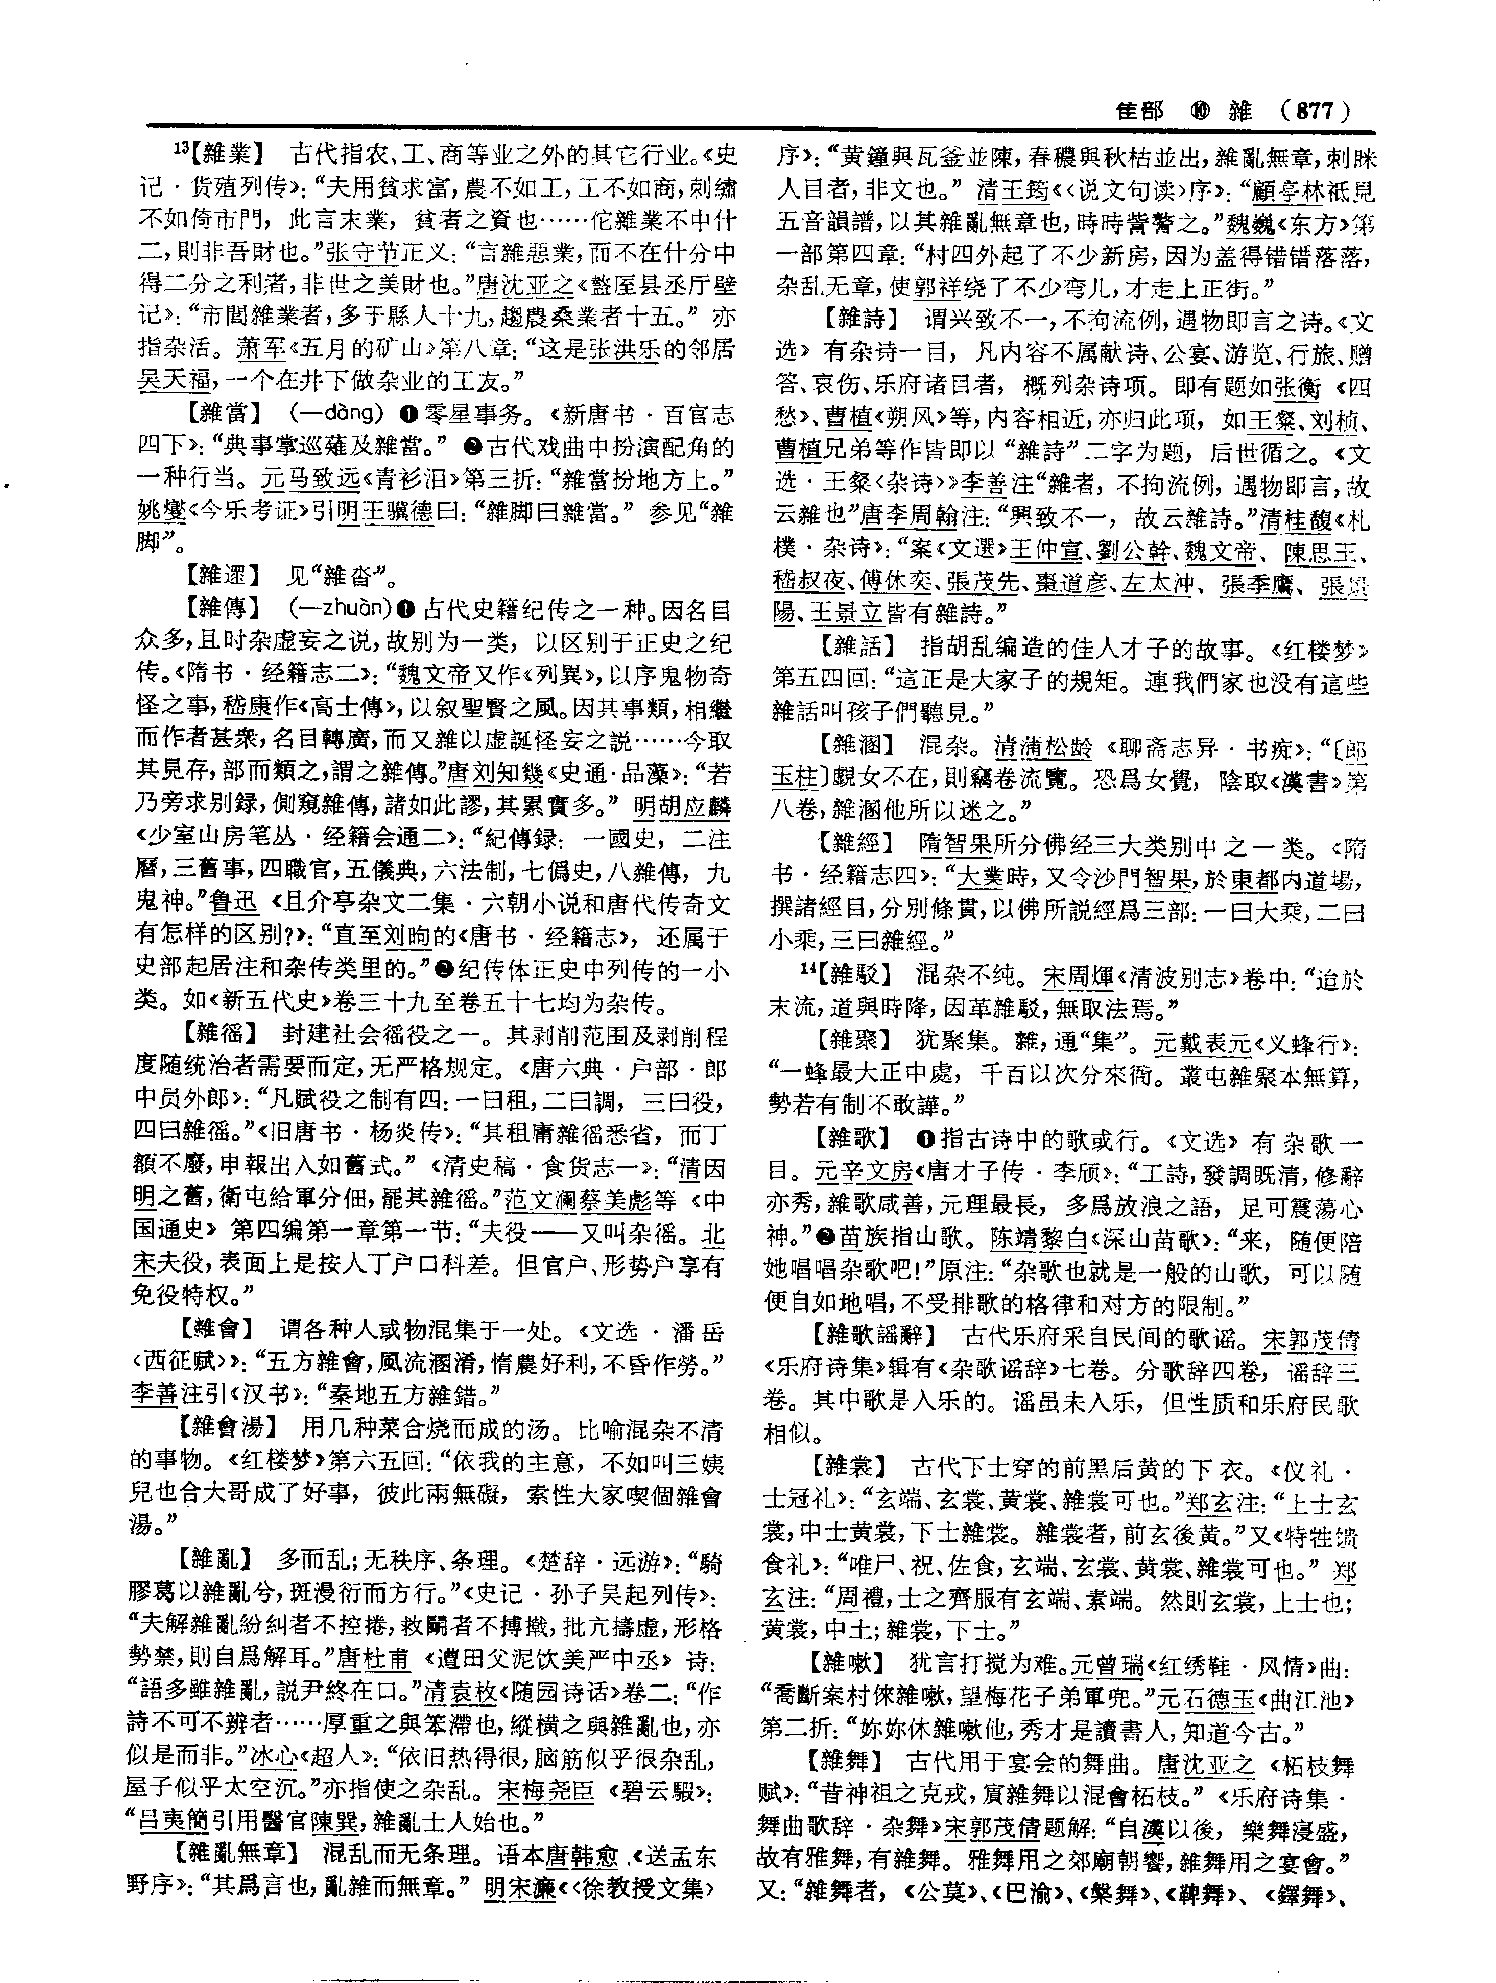 隹部 ⑩ 雜 (877)
13【雜業】 古代指农、工、商等业之外的其它行业。《史
记·货殖列传》:“夫用貧求富,農不如工,工不如商,刺繡
不如倚市門, 此言末業, 貧者之資也……佗雜業不中什
二,則非吾財也。”张守节正义:“言雜惡業,而不在什分中
得二分之利者,非世之美財也。”唐沈亚之《盩厔县丞厅壁
记》:“市閭雜業者,多于縣人十九,趨農桑業者十五。” 亦
指杂活。萧军《五月的矿山》第八章:“这是张洪乐的邻居
吴天福,一个在井下做杂业的工友。”
【雜當】 (—dàng) ❶零星事务。《新唐书·百官志
四下》:“典事掌巡薙及雜當。” ❷古代戏曲中扮演配角的
一种行当。元马致远《青衫泪》第三折:“雜當扮地方上。”
姚燮《今乐考证》引明王骥德曰:“雜脚曰雜當。” 参见“雜
脚”。
【雜遝】 见“雜沓”。
【雜傳】 (—zhuàn)❶古代史籍纪传之一种。因名目
众多,且时杂虚妄之说,故别为一类, 以区别于正史之纪
传。《隋书·经籍志二》:“魏文帝又作《列異》,以序鬼物奇
怪之事,嵇康作《高士傳》,以叙聖賢之風。因其事類,相繼
而作者甚衆,名目轉廣,而又雜以虚誕怪妄之説……今取
其見存,部而類之,謂之雜傳。”唐刘知幾《史通·品藻》:“若
乃旁求别録,側窺雜傳,諸如此謬,其累實多。” 明胡应麟
《少室山房笔丛·经籍会通二》:“紀傳録: 一國史, 二注
曆,三舊事,四職官,五儀典,六法制,七僞史,八雜傳, 九
鬼神。”鲁迅《且介亭杂文二集·六朝小说和唐代传奇文
有怎样的区别?》:“直至刘昫的《唐书·经籍志》, 还属于
史部起居注和杂传类里的。”❷纪传体正史中列传的一小
类。如《新五代史》卷三十九至卷五十七均为杂传。
【雜徭】 封建社会徭役之一。其剥削范围及剥削程
度随统治者需要而定,无严格规定。《唐六典·户部·郎
中员外郎》:“凡赋役之制有四:一曰租,二曰調, 三曰役,
四曰雜徭。”《旧唐书·杨炎传》:“其租庸雜徭悉省, 而丁
額不廢,申報出入如舊式。”《清史稿·食货志一》:“清因
明之舊,衛屯給軍分佃,罷其雜徭。”范文澜蔡美彪等《中
国通史》第四编第一章第一节:“夫役——又叫杂徭。北
宋夫役,表面上是按人丁户口科差。但官户、形势户享有
免役特权。”
【雜會】 谓各种人或物混集于一处。《文选·潘岳
〈西征赋〉》:“五方雜會,風流溷淆,惰農好利,不昏作勞。”
李善注引《汉书》:“秦地五方雜錯。”
【雜會湯】 用几种菜合烧而成的汤。比喻混杂不清
的事物。《红楼梦》第六五回:“依我的主意, 不如叫三姨
兒也合大哥成了好事, 彼此兩無礙, 索性大家喫個雜會
湯。”
【雜亂】 多而乱;无秩序、条理。《楚辞·远游》:“騎
膠葛以雜亂兮,斑漫衍而方行。”《史记·孙子吴起列传》:
“夫解雜亂紛糾者不控捲,救鬭者不搏撠,批亢擣虚,形格
勢禁,則自爲解耳。”唐杜甫《遭田父泥饮美严中丞》诗:
“語多雖雜亂,説尹終在口。”清袁枚《随园诗话》卷二:“作
詩不可不辨者……厚重之與笨滯也,縱横之與雜亂也,亦
似是而非。”冰心《超人》:“依旧热得很,脑筋似乎很杂乱,
屋子似乎太空沉。”亦指使之杂乱。宋梅尧臣《碧云騢》:
“吕夷簡引用醫官陳巽,雜亂士人始也。”
【雜亂無章】 混乱而无条理。语本唐韩愈《送孟东
野序》:“其爲言也,亂雜而無章。” 明宋濂《〈徐教授文集〉
序》:“黄鐘與瓦釜並陳,春穠與秋枯並出,雜亂無章,刺眯
人目者,非文也。” 清王筠《〈说文句读〉序》:“顧亭林祇見
五音韻譜,以其雜亂無章也,時時訾警之。”魏巍《东方》第
一部第四章:“村四外起了不少新房,因为盖得错错落落,
杂乱无章,使郭祥绕了不少弯儿,才走上正街。”
【雜詩】 谓兴致不一,不拘流例,遇物即言之诗。《文
选》有杂诗一目, 凡内容不属献诗、公宴、游览、行旅、赠
答、哀伤、乐府诸目者, 概列杂诗项。即有题如张衡《四
愁》、曹植《朔风》等,内容相近,亦归此项, 如王粲、刘桢、
曹植兄弟等作皆即以“雜詩”二字为题, 后世循之。《文
选·王粲〈杂诗〉》李善注“雜者, 不拘流例, 遇物即言,故
云雜也”唐李周翰注:“興致不一, 故云雜詩。”清桂馥《札
樸·杂诗》:“案《文選》王仲宣、劉公幹、魏文帝、陳思王、
嵇叔夜、傅休奕、張茂先、棗道彦、左太冲、張季鷹、張景
陽、王景立皆有雜詩。”
【雜話】 指胡乱编造的佳人才子的故事。《红楼梦》
第五四回:“這正是大家子的規矩。連我們家也没有這些
雜話叫孩子們聽見。”
【雜溷】 混杂。清蒲松龄《聊斋志异·书痴》:“〔郎
玉柱〕覷女不在,則竊卷流覽。恐爲女覺, 陰取《漢書》第
八卷,雜溷他所以迷之。”
【雜經】 隋智果所分佛经三大类别中之一类。《隋
书·经籍志四》:“大業時,又令沙門智果,於東都内道場,
撰諸經目,分别條貫,以佛所説經爲三部:一曰大乘,二曰
小乘,三曰雜經。”
14【雜駁】 混杂不纯。宋周煇《清波别志》卷中:“迨於
末流,道與時降,因革雜駁,無取法焉。”
【雜聚】 犹聚集。雜,通“集”。元戴表元《义蜂行》:
“一蜂最大正中處, 千百以次分來衙。叢屯雜聚本無算,
勢若有制不敢譁。”
【雜歌】 ❶指古诗中的歌或行。《文选》有杂歌一
目。元辛文房《唐才子传·李颀》:“工詩,發調既清,修辭
亦秀,雜歌咸善,元理最長, 多爲放浪之語, 足可震蕩心
神。”❷苗族指山歌。陈靖黎白《深山苗歌》:“来, 随便陪
她唱唱杂歌吧!”原注:“杂歌也就是一般的山歌, 可以随
便自如地唱,不受排歌的格律和对方的限制。”
【雜歌謡辭】 古代乐府采自民间的歌谣。宋郭茂倩
《乐府诗集》辑有《杂歌谣辞》七卷。分歌辞四卷, 谣辞三
卷。其中歌是入乐的。谣虽未入乐, 但性质和乐府民歌
相似。
【雜裳】 古代下士穿的前黑后黄的下衣。《仪礼·
士冠礼》:“玄端、玄裳、黄裳、雜裳可也。”郑玄注:“上士玄
裳,中士黄裳,下士雜裳。雜裳者,前玄後黄。”又《特牲馈
食礼》:“唯尸、祝、佐食,玄端、玄裳、黄裳、雜裳可也。” 郑
玄注:“周禮,士之齊服有玄端、素端。然則玄裳,上士也;
黄裳,中士;雜裳,下士。”
【雜嗽】 犹言打搅为难。元曾瑞《红绣鞋·风情》曲:
“喬斷案村俫雜嗽,望梅花子弟軍兜。”元石德玉《曲江池》
第二折:“妳妳休雜嗽他,秀才是讀書人,知道今古。”
【雜舞】 古代用于宴会的舞曲。唐沈亚之《柘枝舞
赋》:“昔神祖之克戎,賓雜舞以混會柘枝。”《乐府诗集·
舞曲歌辞·杂舞》宋郭茂倩题解:“自漢以後, 樂舞寖盛,
故有雅舞,有雜舞。雅舞用之郊廟朝饗,雜舞用之宴會。”
又:“雜舞者,《公莫》、《巴渝》、《槃舞》、《鞞舞》、《鐸舞》、